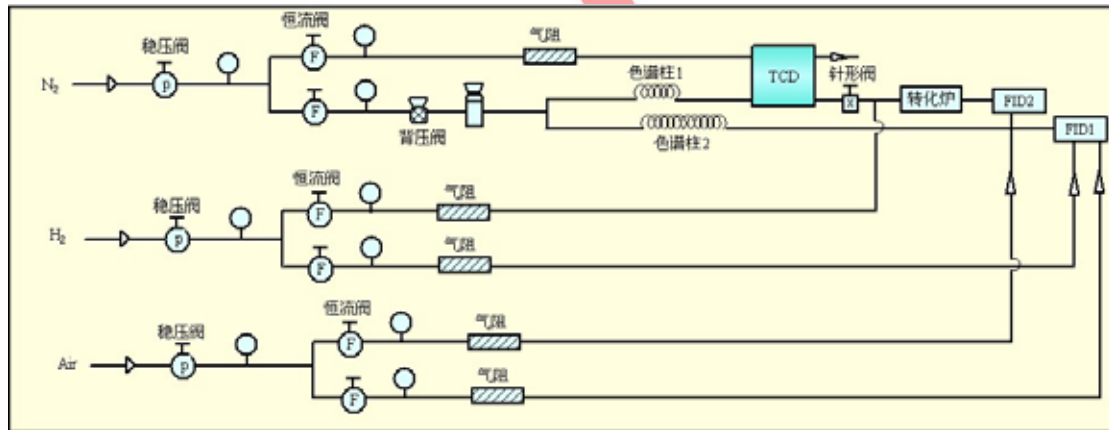 恒流阀
气阻
稳压阀
色谱柱1
TCD
针形阀
N₂
P
F
F
背压阀
X
转化炉
FID2
FID1
色谱柱2
恒流阀
气阻
稳压阀
H₂
P
F
气阻
F
恒流阀
气阻
稳压阀
Air
P
F
气阻
F